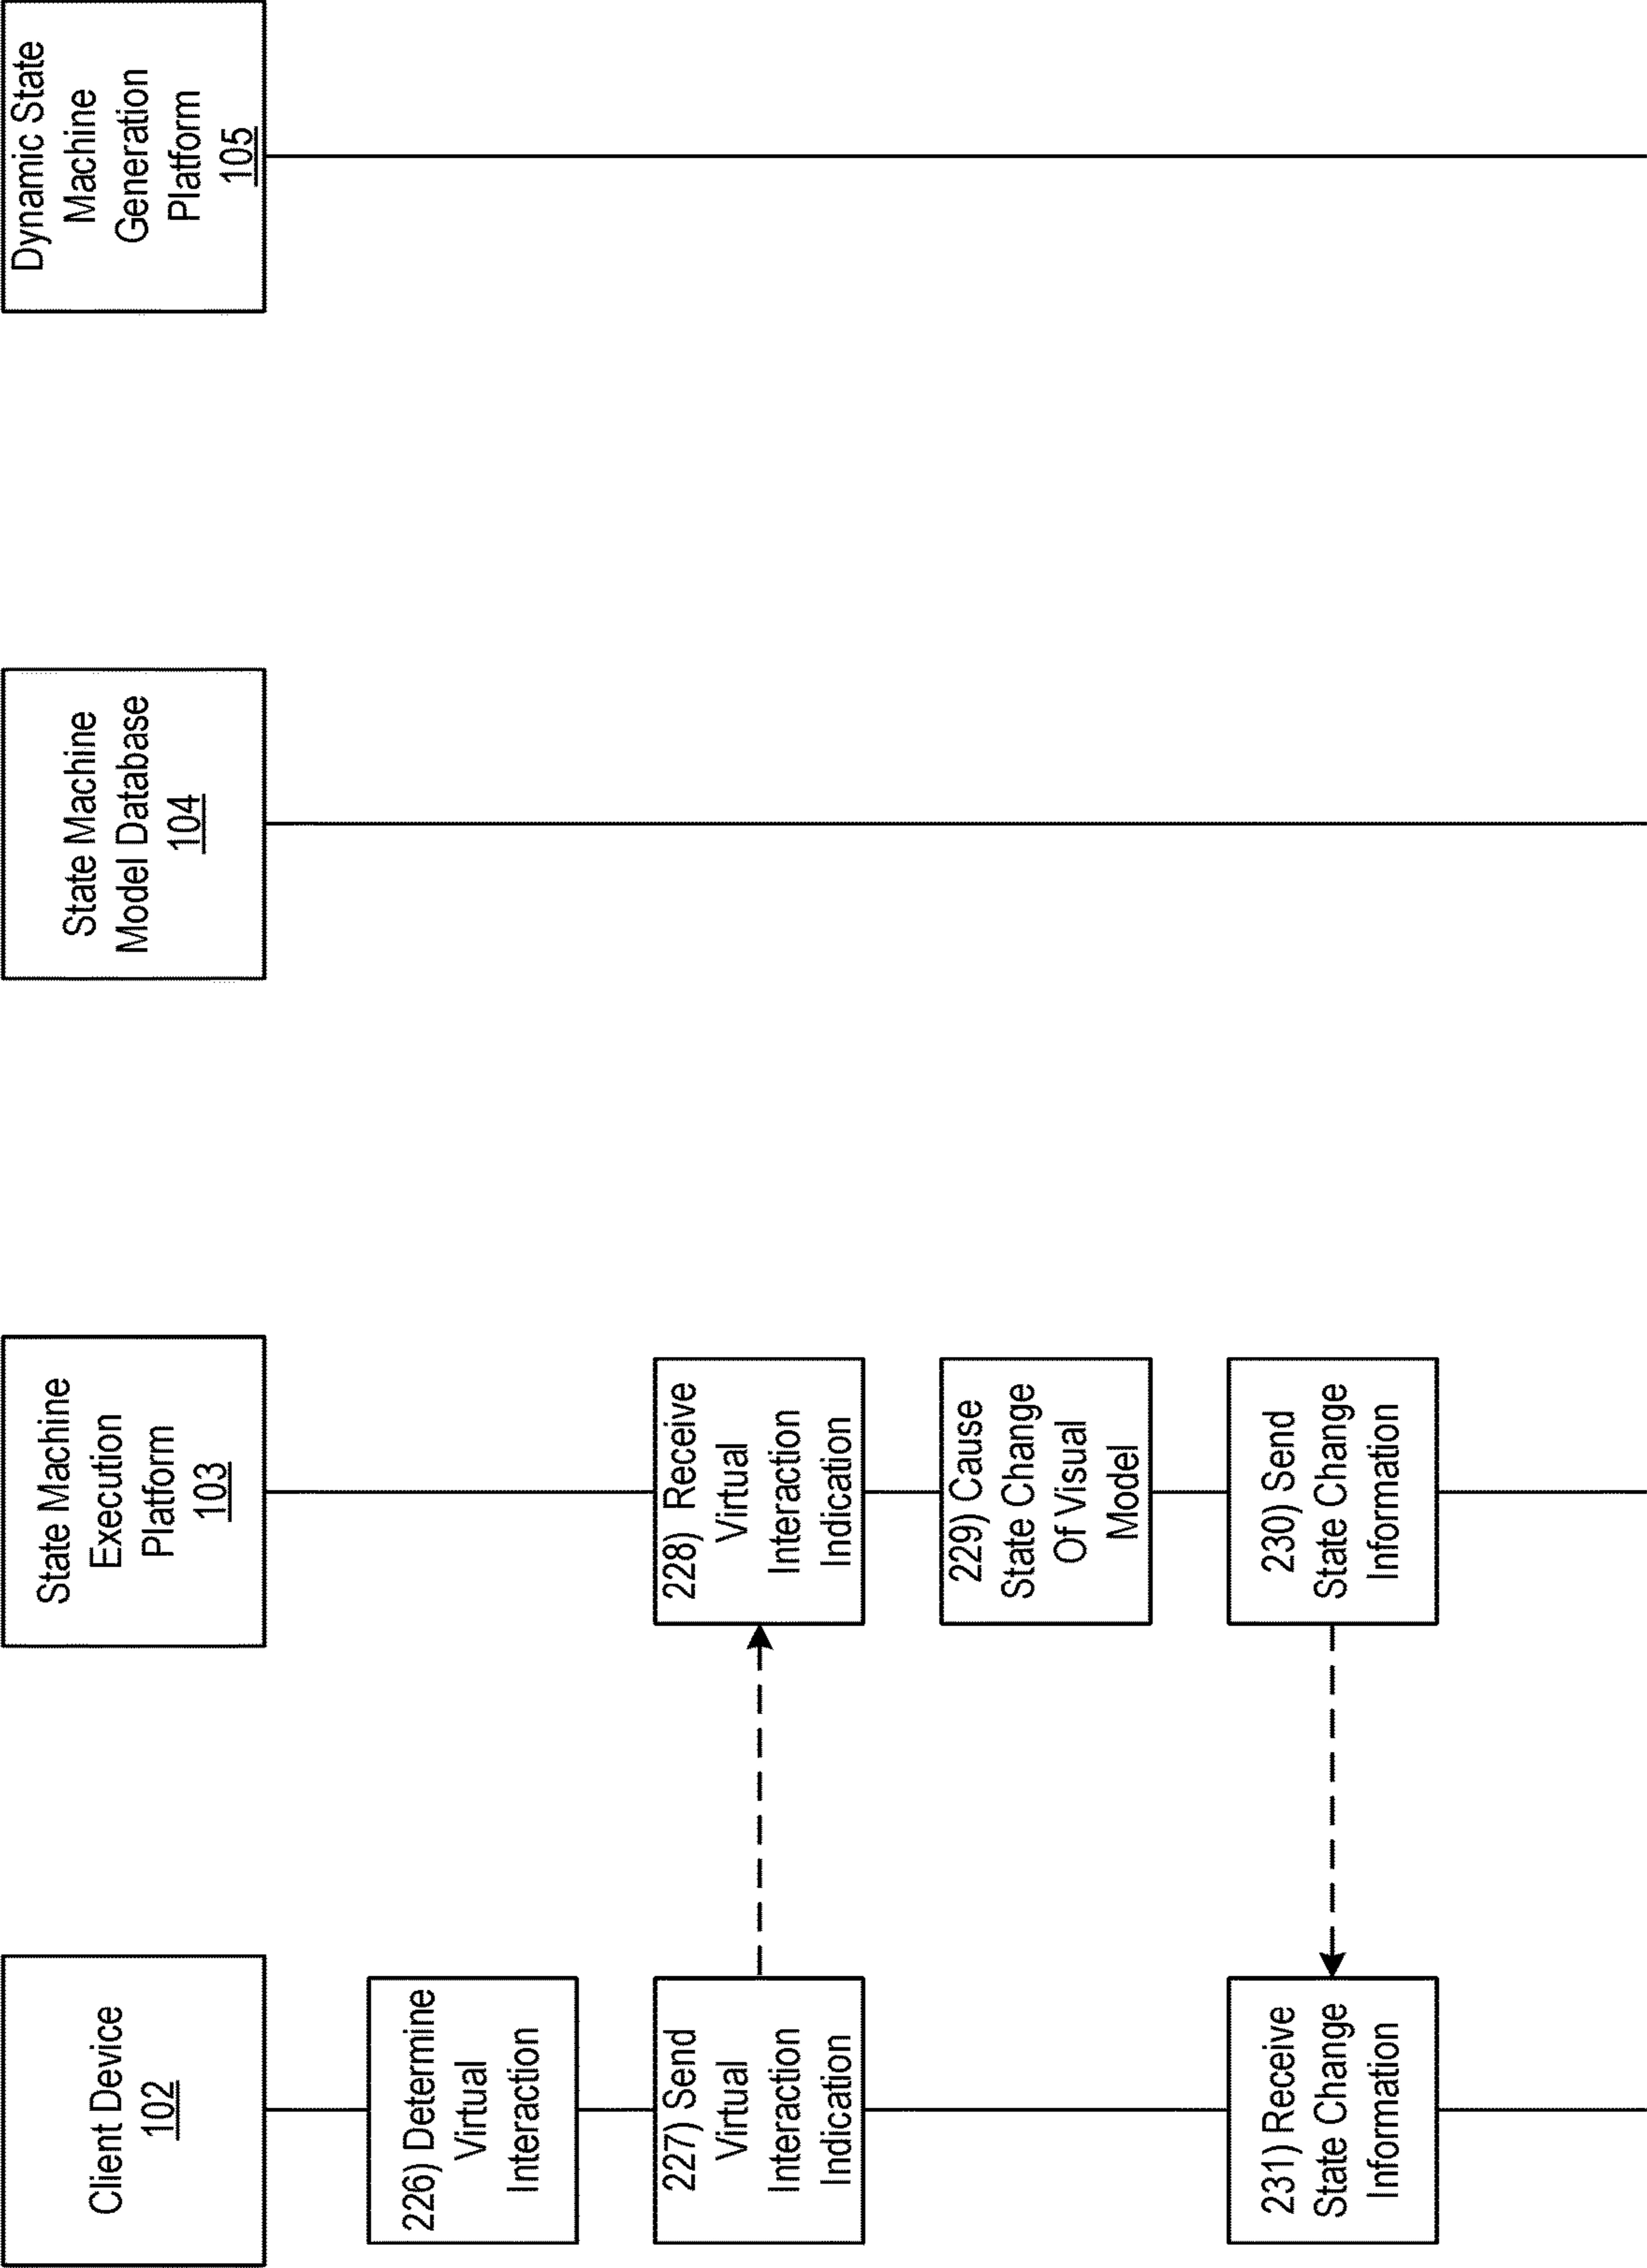 Client Device
102
State Machine
Execution
Platform
103
State Machine
Model Database
104
Dynamic State
Machine
Generation
Platform
105
226) Determine
Virtual
Interaction
227) Send
Virtual
Interaction
Indication
228) Receive
Virtual
Interaction
Indication
229) Cause
State Change
Of Visual
Model
230) Send
State Change
Information
231) Receive
State Change
Information